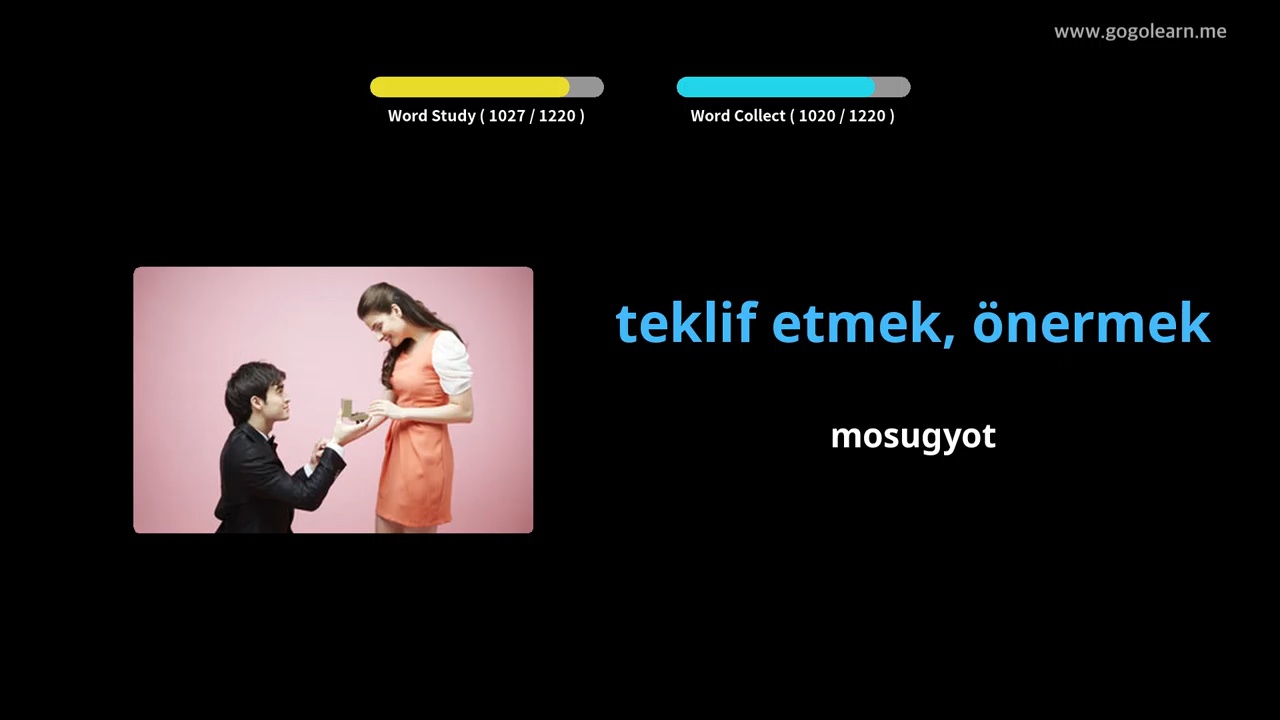 www.gogolearn.me
Word Study ( 1027 / 1220 )
Word Collect ( 1020 / 1220 )
teklif etmek, önermek
mosugyot